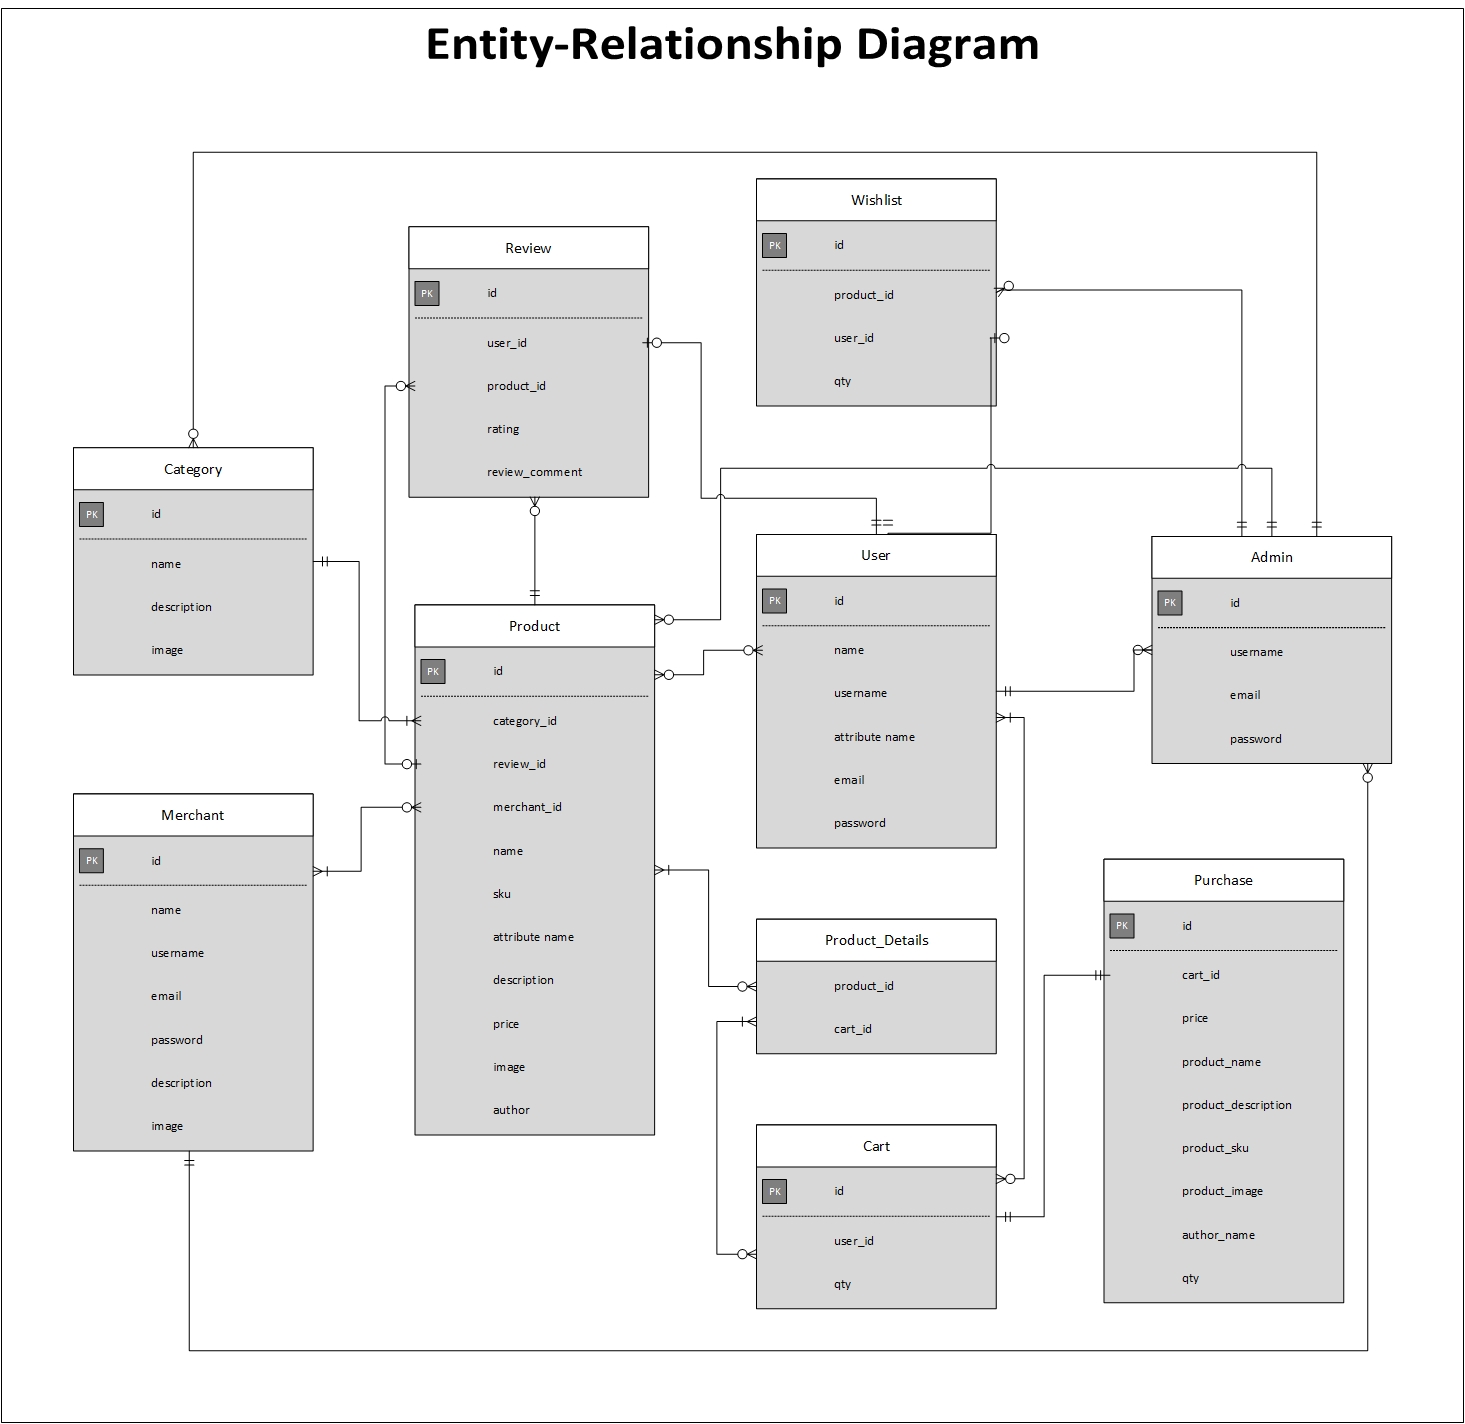 Entity-Relationship Diagram
Wishlist
PK id
product_id
user_id
qty
Review
PK id
user_id
product_id
rating
review_comment
Category
PK id
name
description
image
User
PK id
name
username
attribute name
email
password
Admin
PK id
username
email
password
Product
PK id
category_id
review_id
merchant_id
name
sku
attribute name
description
price
image
author
Merchant
PK id
name
username
email
password
description
image
Product_Details
product_id
cart_id
Purchase
PK id
cart_id
price
product_name
product_description
product_sku
product_image
author_name
qty
Cart
PK id
user_id
qty